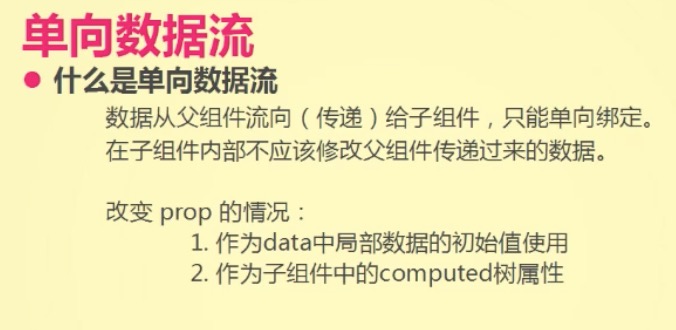 单向数据流
● 什么是单向数据流
数据从父组件流向（传递）给子组件，只能单向绑定。
在子组件内部不应该修改父组件传递过来的数据。
改变 prop 的情况：
1. 作为data中局部数据的初始值使用
2. 作为子组件中的computed树属性